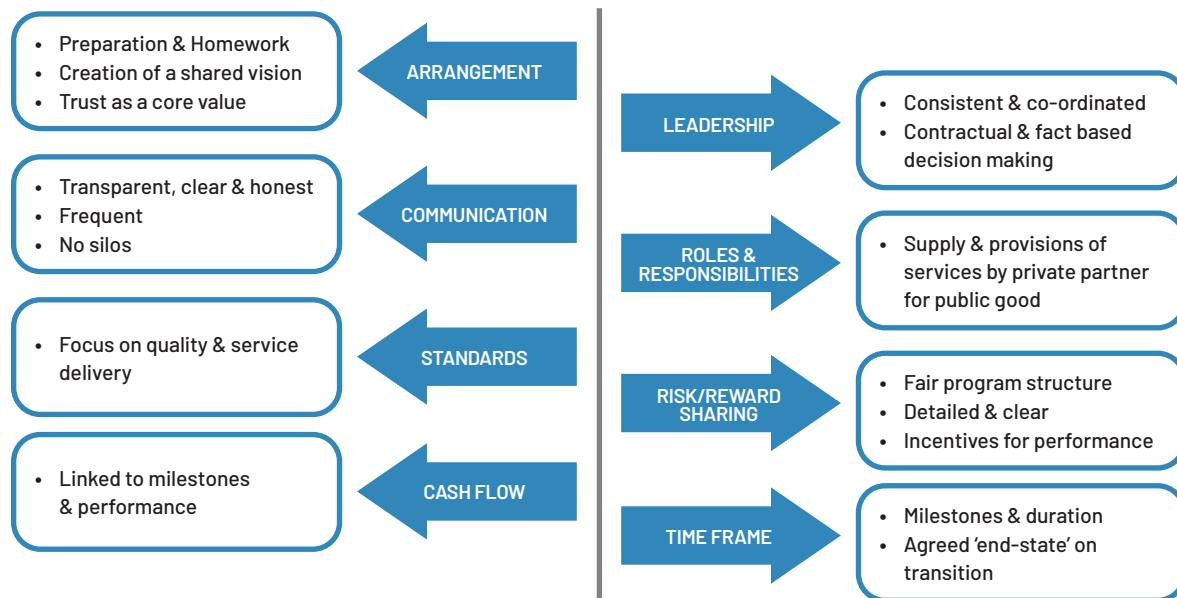 • Preparation & Homework
• Creation of a shared vision
• Trust as a core value
ARRANGEMENT
• Transparent, clear & honest
• Frequent
• No silos
COMMUNICATION
• Focus on quality & service
delivery
STANDARDS
• Linked to milestones
& performance
CASH FLOW
LEADERSHIP
• Consistent & co-ordinated
• Contractual & fact based
decision making
ROLES &
RESPONSIBILITIES
• Supply & provisions of
services by private partner
for public good
RISK/REWARD
SHARING
• Fair program structure
• Detailed & clear
• Incentives for performance
TIME FRAME
• Milestones & duration
• Agreed ‘end-state’ on
transition